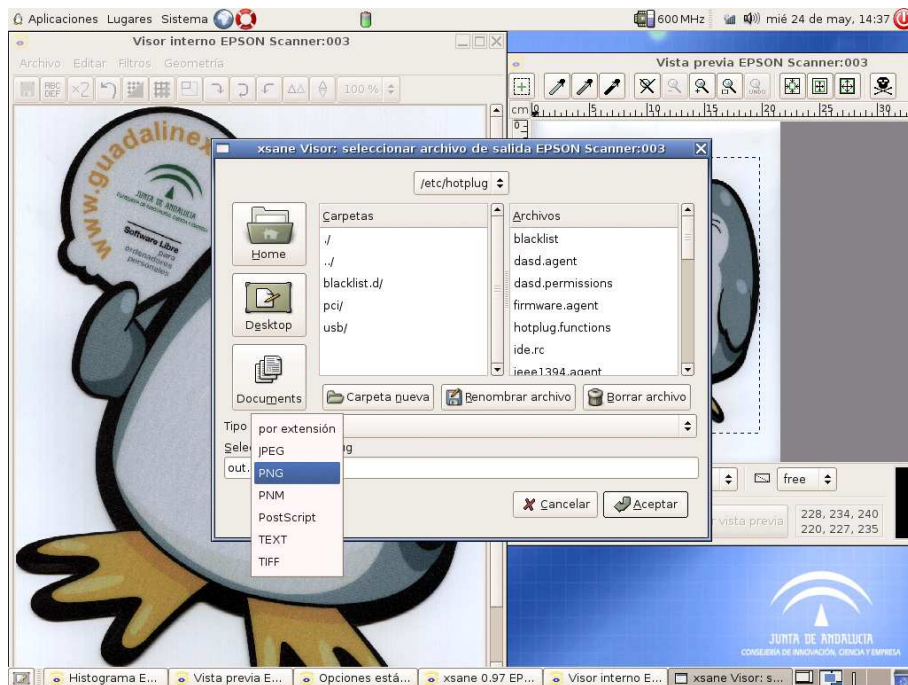 Aplicaciones Lugares Sistema
600 MHz
mié 24 de may, 14:37
Visor interno EPSON Scanner:003
Archivo Editar Filtros Geometría
ABC DEF
×2
100 %
Vista previa EPSON Scanner:003
UNDO
cm 0 5 10 15 20 25 30
0
www.guadalinex
JUNTA DE ANDALUCIA
Software Libre
para
ordenadores
personales
xsane Visor: seleccionar archivo de salida EPSON Scanner:003
/etc/hotplug
Home
Desktop
Documents
Carpetas
./
../
blacklist.d/
pci/
usb/
Archivos
blacklist
dasd.agent
dasd.permissions
firmware.agent
hotplug.functions
ide.rc
ieee1394.agent
Carpeta nueva
Renombrar archivo
Borrar archivo
Tipo
por extensión
JPEG
PNG
PNM
PostScript
TEXT
TIFF
out.
Cancelar
Aceptar
free
vista previa
228, 234, 240
220, 227, 235
JUNTA DE ANDALUCIA
CONSEJERÍA DE INNOVACIÓN, CIENCIA Y EMPRESA
Histograma E...
Vista previa E...
Opciones está...
xsane 0.97 EP...
Visor interno E...
xsane Visor: s...